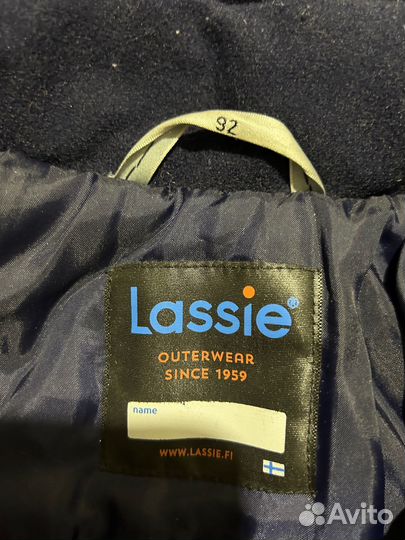 92
Lassie®
OUTERWEAR
SINCE 1959
name
WWW.LASSIE.FI
Avito